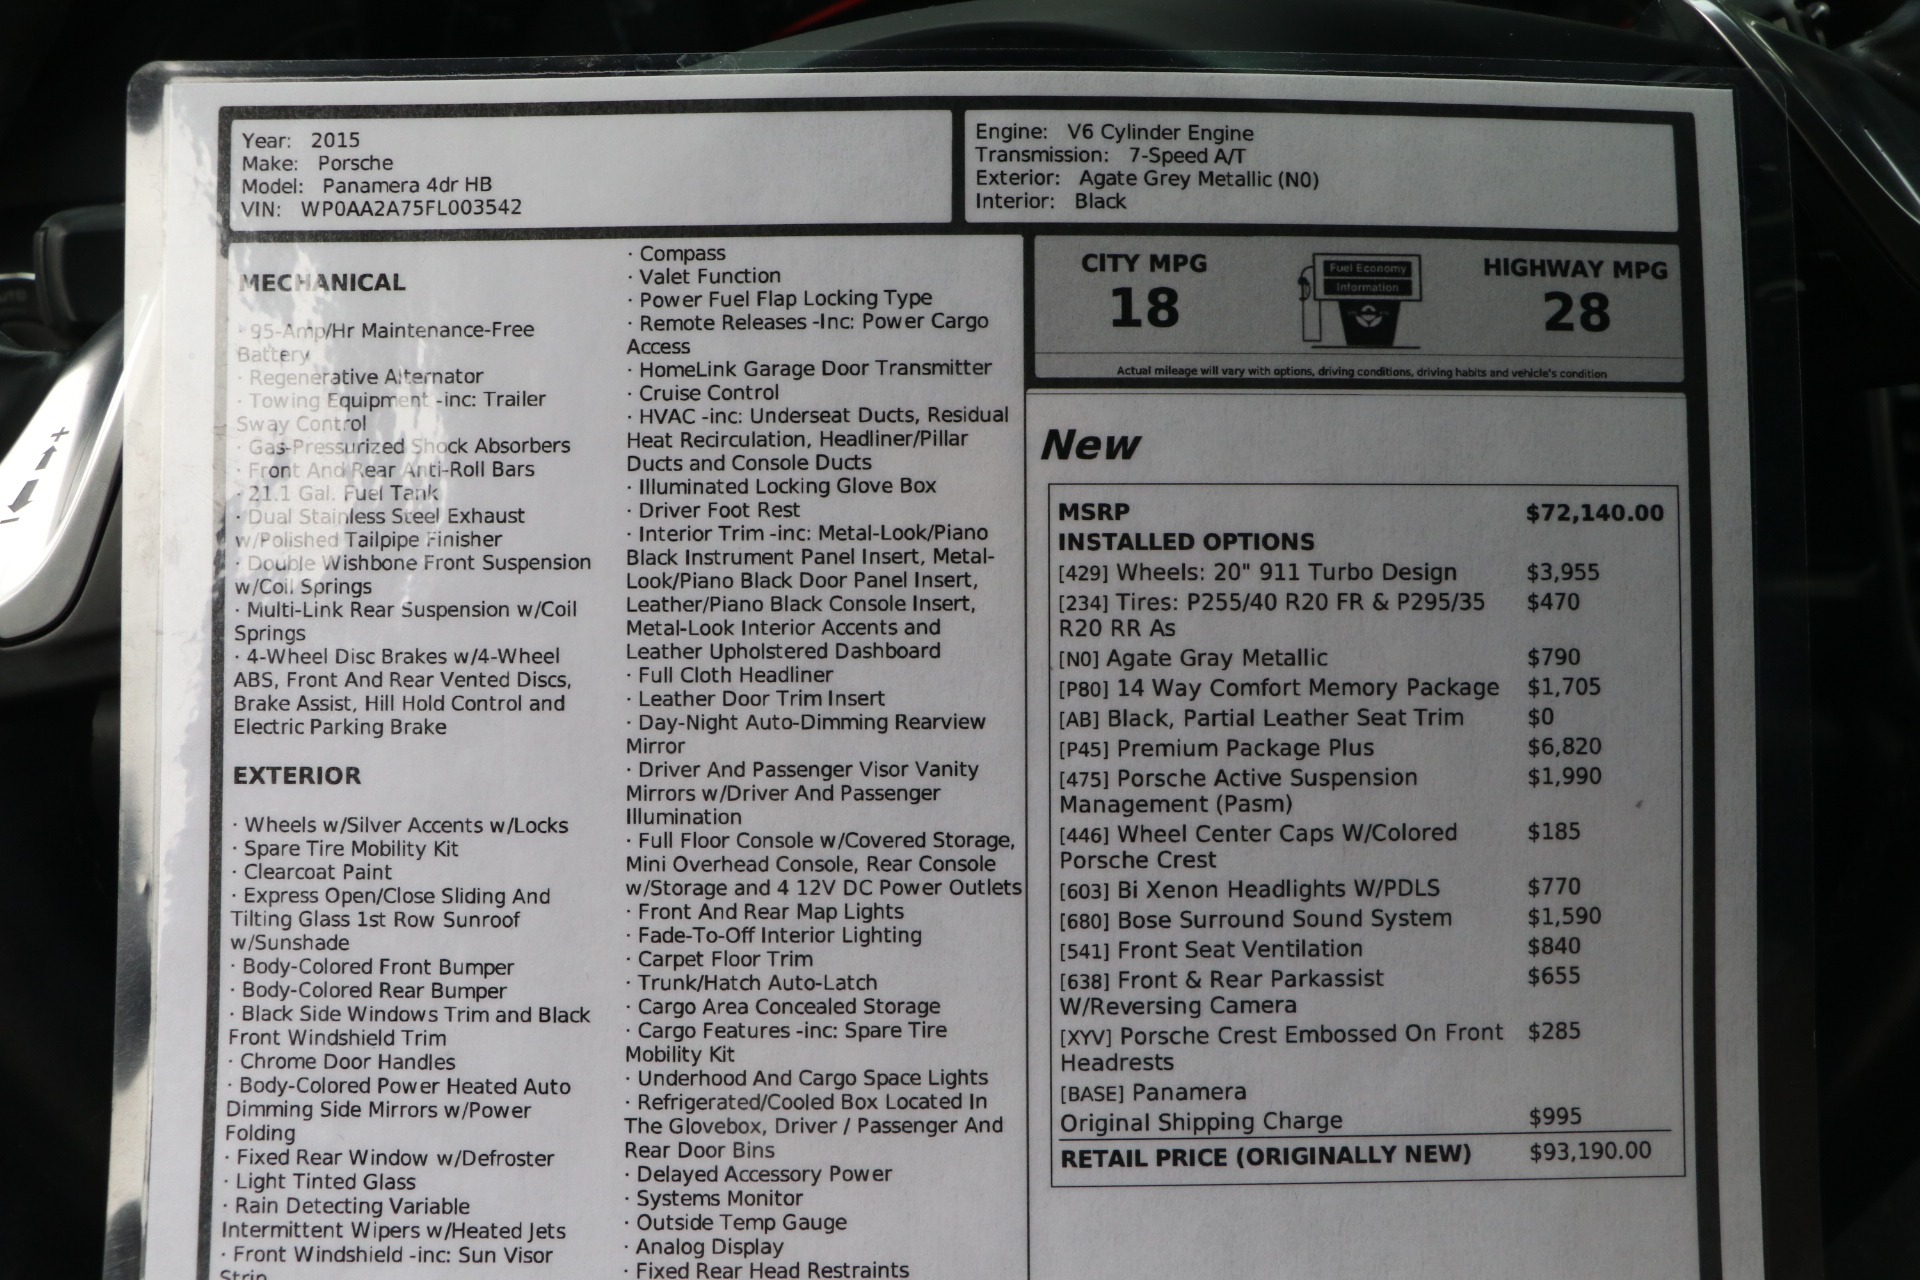 Year: 2015
Make: Porsche
Model: Panamera 4dr HB
VIN: WP0AA2A75FL003542
Engine: V6 Cylinder Engine
Transmission: 7-Speed A/T
Exterior: Agate Grey Metallic (N0)
Interior: Black
MECHANICAL
· 95-Amp/Hr Maintenance-Free
Battery
· Regenerative Alternator
· Towing Equipment -inc: Trailer
Sway Control
· Gas-Pressurized Shock Absorbers
· Front And Rear Anti-Roll Bars
· 21.1 Gal. Fuel Tank
· Dual Stainless Steel Exhaust
w/Polished Tailpipe Finisher
· Double Wishbone Front Suspension
w/Coil Springs
· Multi-Link Rear Suspension w/Coil
Springs
· 4-Wheel Disc Brakes w/4-Wheel
ABS, Front And Rear Vented Discs,
Brake Assist, Hill Hold Control and
Electric Parking Brake
EXTERIOR
· Wheels w/Silver Accents w/Locks
· Spare Tire Mobility Kit
· Clearcoat Paint
· Express Open/Close Sliding And
Tilting Glass 1st Row Sunroof
w/Sunshade
· Body-Colored Front Bumper
· Body-Colored Rear Bumper
· Black Side Windows Trim and Black
Front Windshield Trim
· Chrome Door Handles
· Body-Colored Power Heated Auto
Dimming Side Mirrors w/Power
Folding
· Fixed Rear Window w/Defroster
· Light Tinted Glass
· Rain Detecting Variable
Intermittent Wipers w/Heated Jets
· Front Windshield -inc: Sun Visor
Strip
· Compass
· Valet Function
· Power Fuel Flap Locking Type
· Remote Releases -Inc: Power Cargo
Access
· HomeLink Garage Door Transmitter
· Cruise Control
· HVAC -inc: Underseat Ducts, Residual
Heat Recirculation, Headliner/Pillar
Ducts and Console Ducts
· Illuminated Locking Glove Box
· Driver Foot Rest
· Interior Trim -inc: Metal-Look/Piano
Black Instrument Panel Insert, Metal-
Look/Piano Black Door Panel Insert,
Leather/Piano Black Console Insert,
Metal-Look Interior Accents and
Leather Upholstered Dashboard
· Full Cloth Headliner
· Leather Door Trim Insert
· Day-Night Auto-Dimming Rearview
Mirror
· Driver And Passenger Visor Vanity
Mirrors w/Driver And Passenger
Illumination
· Full Floor Console w/Covered Storage,
Mini Overhead Console, Rear Console
w/Storage and 4 12V DC Power Outlets
· Front And Rear Map Lights
· Fade-To-Off Interior Lighting
· Carpet Floor Trim
· Trunk/Hatch Auto-Latch
· Cargo Area Concealed Storage
· Cargo Features -inc: Spare Tire
Mobility Kit
· Underhood And Cargo Space Lights
· Refrigerated/Cooled Box Located In
The Glovebox, Driver / Passenger And
Rear Door Bins
· Delayed Accessory Power
· Systems Monitor
· Outside Temp Gauge
· Analog Display
· Fixed Rear Head Restraints
CITY MPG
18
Fuel Economy
Information
HIGHWAY MPG
28
Actual mileage will vary with options, driving conditions, driving habits and vehicle's condition
New
MSRP $72,140.00
INSTALLED OPTIONS
[429] Wheels: 20" 911 Turbo Design $3,955
[234] Tires: P255/40 R20 FR & P295/35 $470
R20 RR As
[N0] Agate Gray Metallic $790
[P80] 14 Way Comfort Memory Package $1,705
[AB] Black, Partial Leather Seat Trim $0
[P45] Premium Package Plus $6,820
[475] Porsche Active Suspension $1,990
Management (Pasm)
[446] Wheel Center Caps W/Colored $185
Porsche Crest
[603] Bi Xenon Headlights W/PDLS $770
[680] Bose Surround Sound System $1,590
[541] Front Seat Ventilation $840
[638] Front & Rear Parkassist $655
W/Reversing Camera
[XYV] Porsche Crest Embossed On Front $285
Headrests
[BASE] Panamera
Original Shipping Charge $995
RETAIL PRICE (ORIGINALLY NEW) $93,190.00